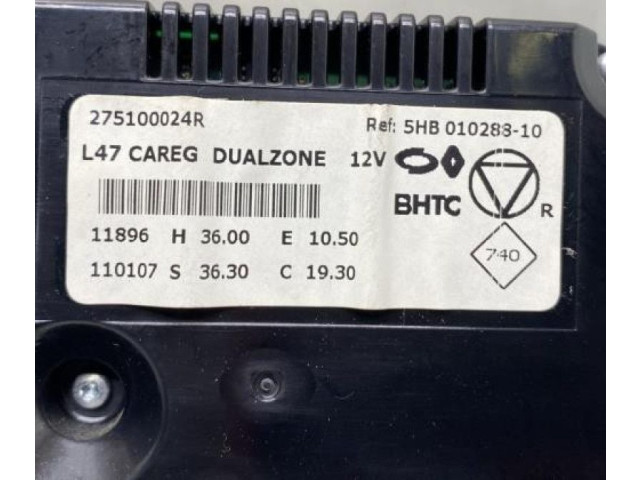 275100024R Ref: 5HB 010283-10
L47 CAREG DUALZONE 12V
BHTC R
11896 H 36.00 E 10.50
740
110107 S 36.30 C 19.30